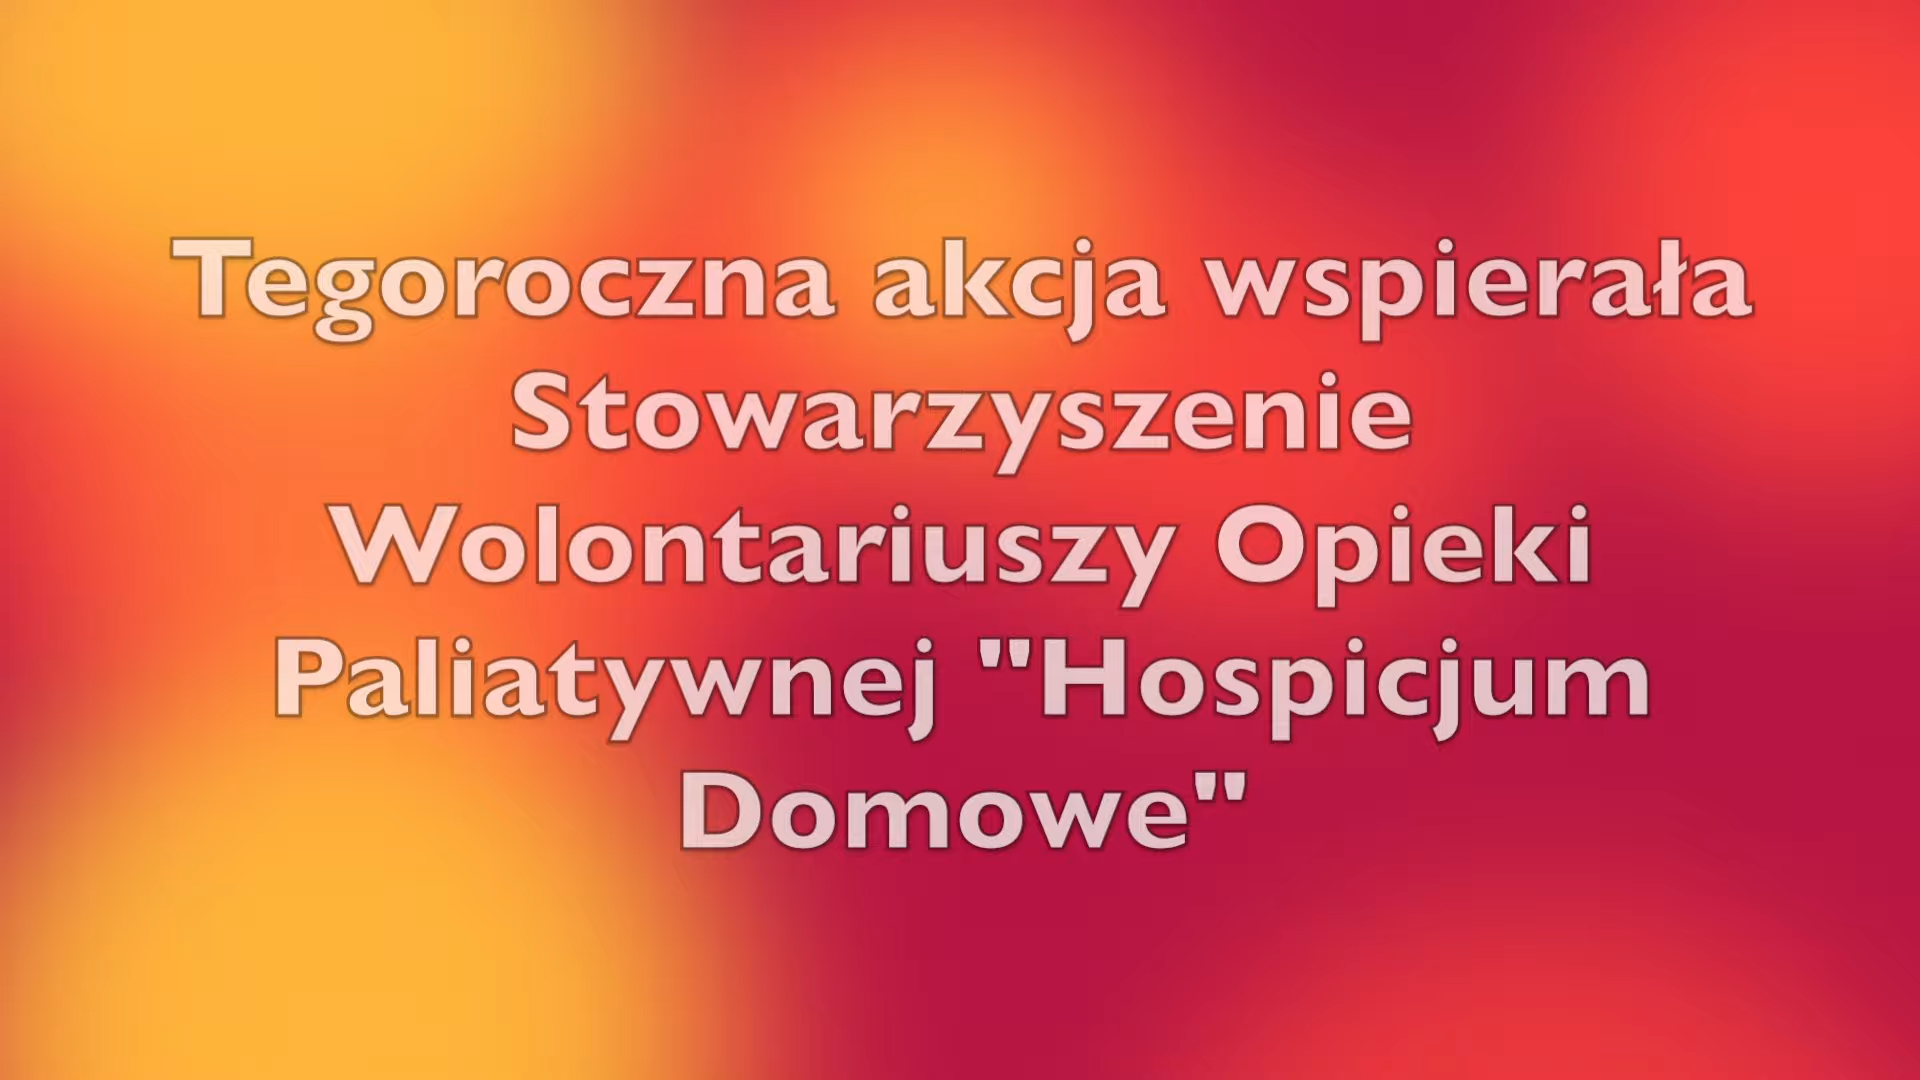 Tegoroczna akcja wspierała
Stowarzyszenie
Wolontariuszy Opieki
Paliatywnej "Hospicjum
Domowe"